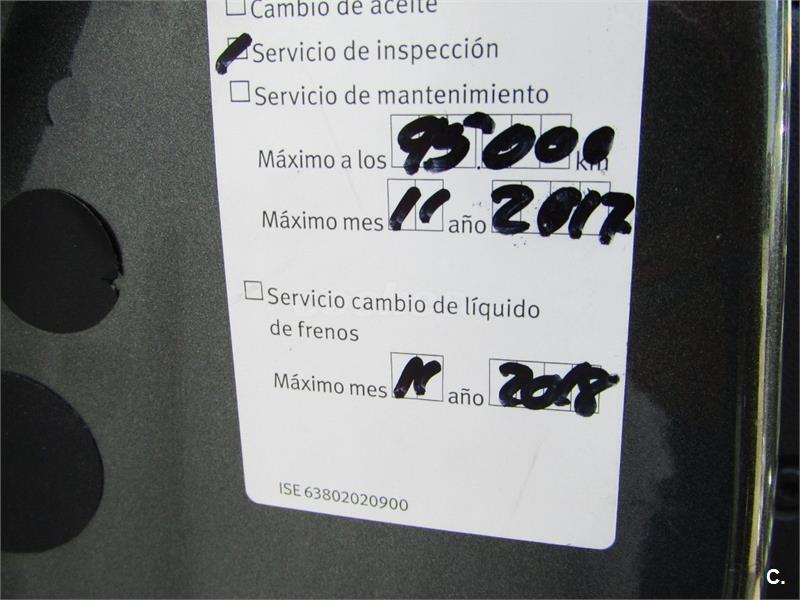 Cambio de aceite
Servicio de inspección
Servicio de mantenimiento
Máximo a los 95.000 km
Máximo mes 11 año 2017
Servicio cambio de líquido
de frenos
Máximo mes 11 año 2018
ISE 63802020900
C.